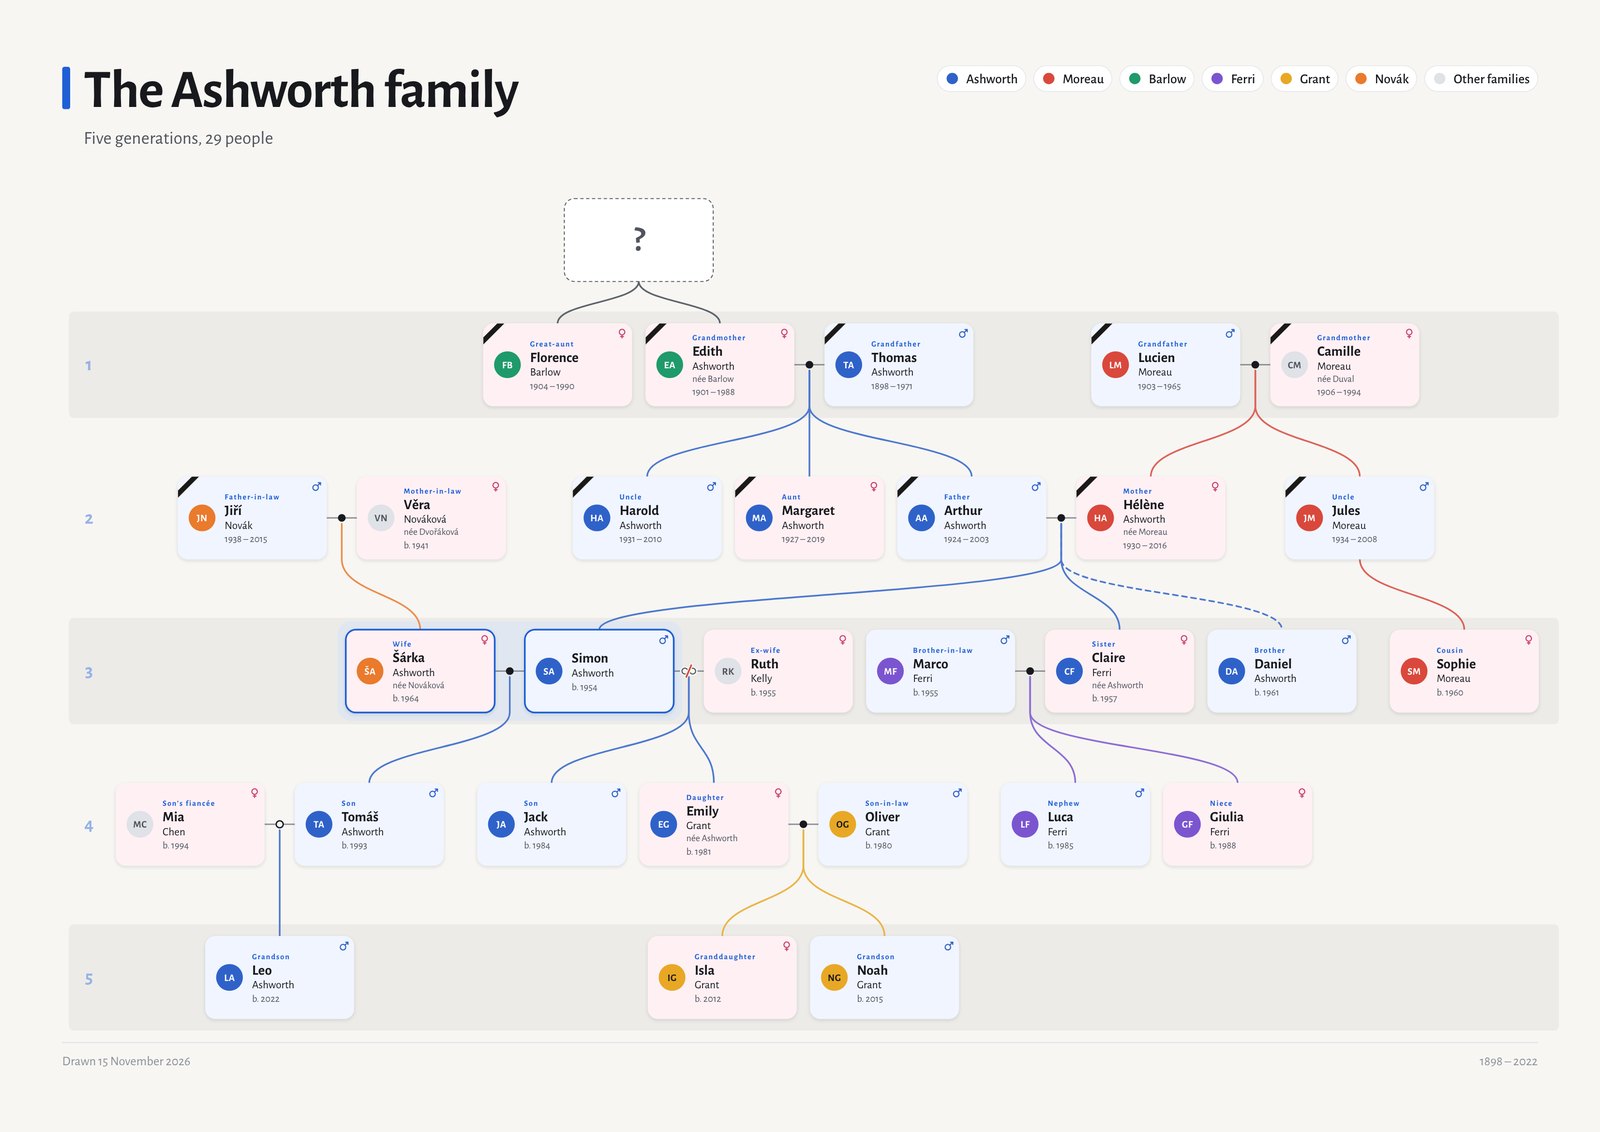 The Ashworth family
Five generations, 29 people
Ashworth
Moreau
Barlow
Ferri
Grant
Novák
Other families
?
1
FB
Great-aunt
Florence
Barlow
1904 – 1990
♀
EA
Grandmother
Edith
Ashworth
née Barlow
1901 – 1988
♀
TA
Grandfather
Thomas
Ashworth
1898 – 1971
♂
LM
Grandfather
Lucien
Moreau
1903 – 1965
♂
CM
Grandmother
Camille
Moreau
née Duval
1906 – 1994
♀
2
JN
Father-in-law
Jiří
Novák
1938 – 2015
♂
VN
Mother-in-law
Věra
Nováková
née Dvořáková
b. 1941
♀
HA
Uncle
Harold
Ashworth
1931 – 2010
♂
MA
Aunt
Margaret
Ashworth
1927 – 2019
♀
AA
Father
Arthur
Ashworth
1924 – 2003
♂
HA
Mother
Hélène
Ashworth
née Moreau
1930 – 2016
♀
JM
Uncle
Jules
Moreau
1934 – 2008
♂
3
ŠA
Wife
Šárka
Ashworth
née Nováková
b. 1964
♀
SA
Simon
Ashworth
b. 1954
♂
RK
Ex-wife
Ruth
Kelly
b. 1955
♀
MF
Brother-in-law
Marco
Ferri
b. 1955
♂
CF
Sister
Claire
Ferri
née Ashworth
b. 1957
♀
DA
Brother
Daniel
Ashworth
b. 1961
♂
SM
Cousin
Sophie
Moreau
b. 1960
♀
4
MC
Son's fiancée
Mia
Chen
b. 1994
♀
TA
Son
Tomáš
Ashworth
b. 1993
♂
JA
Son
Jack
Ashworth
b. 1984
♂
EG
Daughter
Emily
Grant
née Ashworth
b. 1981
♀
OG
Son-in-law
Oliver
Grant
b. 1980
♂
LF
Nephew
Luca
Ferri
b. 1985
♂
GF
Niece
Giulia
Ferri
b. 1988
♀
5
LA
Grandson
Leo
Ashworth
b. 2022
♂
IG
Granddaughter
Isla
Grant
b. 2012
♀
NG
Grandson
Noah
Grant
b. 2015
♂
Drawn 15 November 2026
1898 – 2022